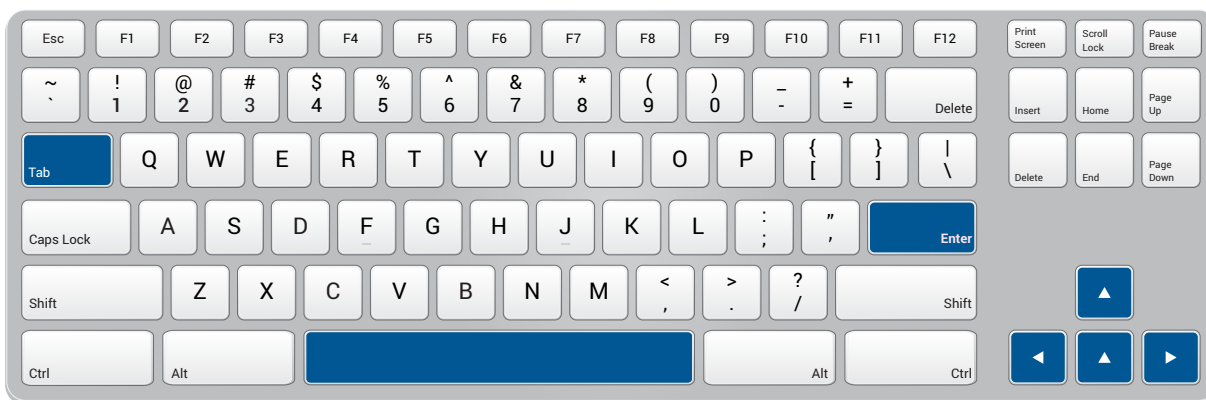 Esc F1 F2 F3 F4 F5 F6 F7 F8 F9 F10 F11 F12 Print Screen Scroll Lock Pause Break
~ ! @ # $ % ^ & * ( ) _ +
` 1 2 3 4 5 6 7 8 9 0 - = Delete Insert Home Page Up
Tab Q W E R T Y U I O P { [ } ] | \ Delete End Page Down
Caps Lock A S D F G H J K L : ; " ' Enter
Shift Z X C V B N M < , > . ? / Shift
Ctrl Alt Alt Ctrl